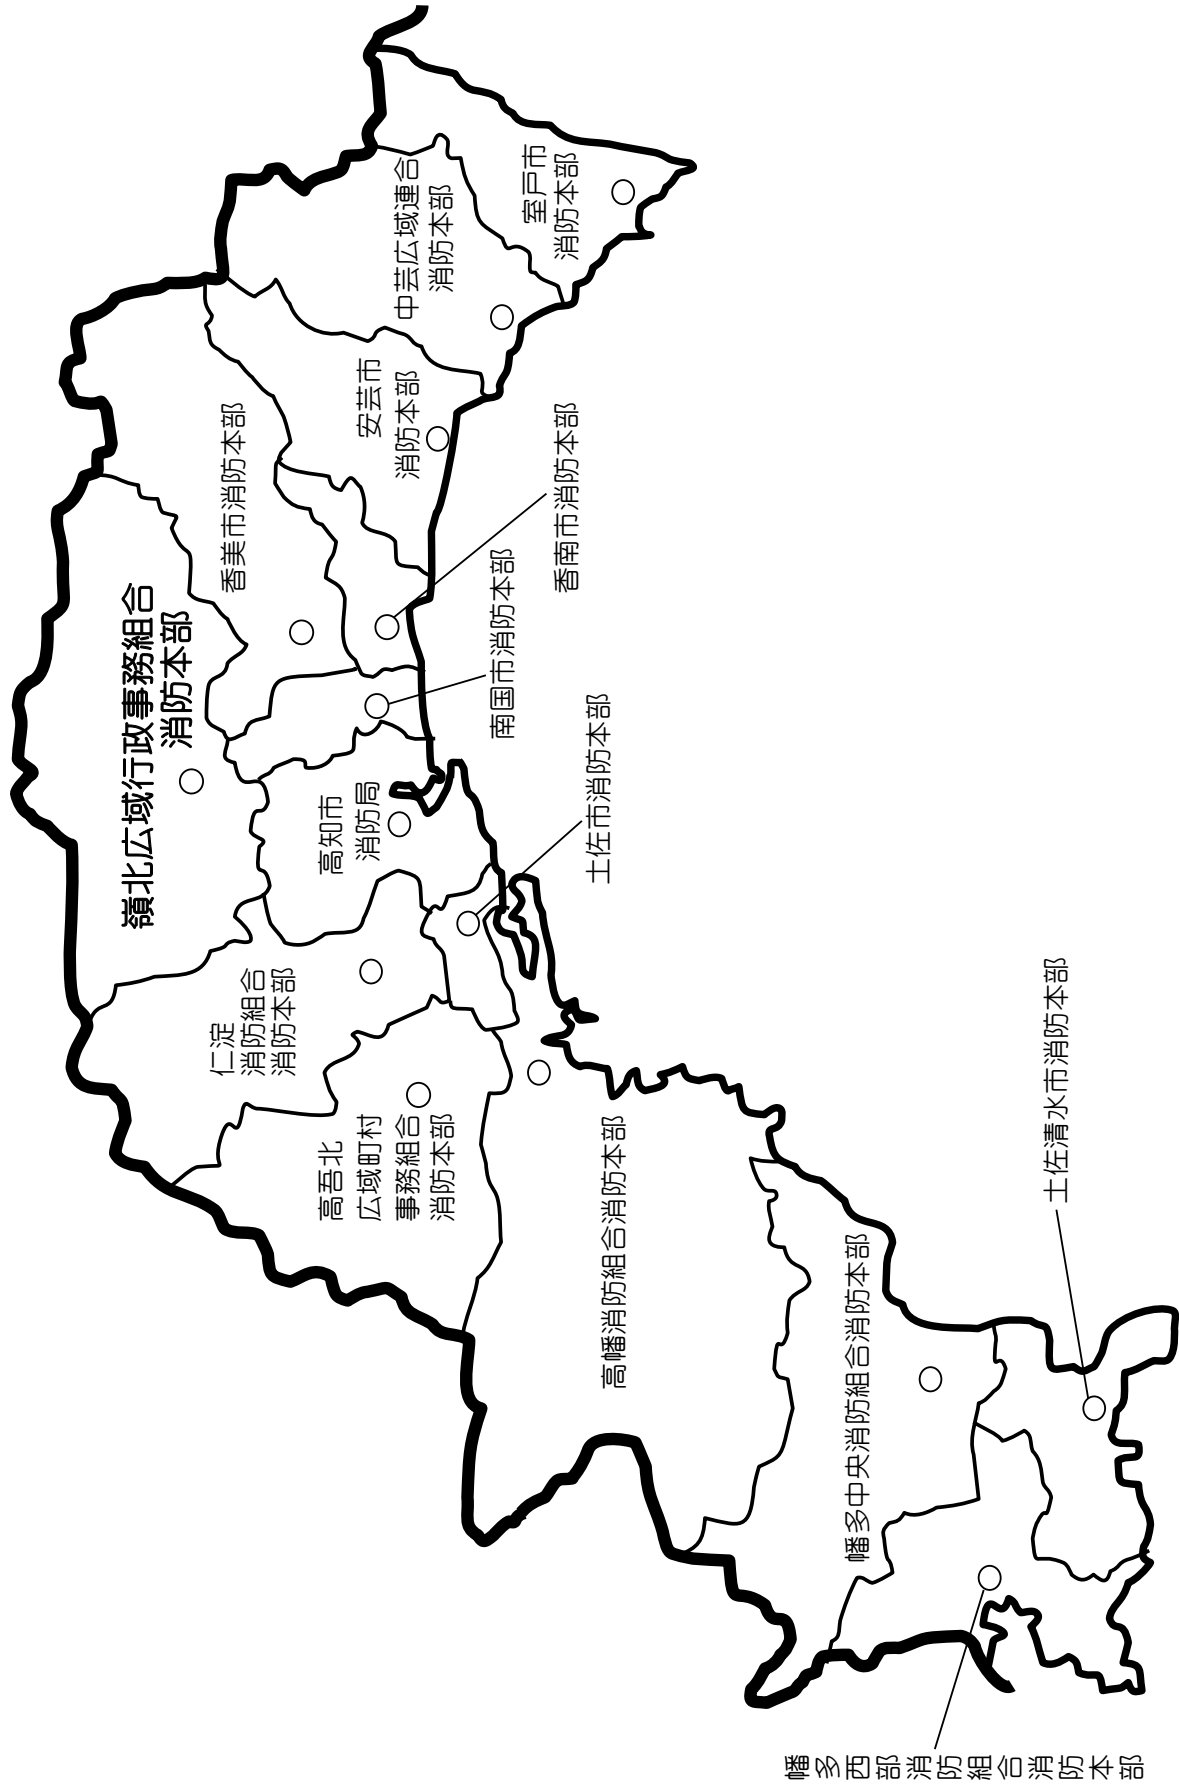 嶺北広域行政事務組合
消防本部
香美市消防本部
中芸広域連合
消防本部
室戸市
消防本部
安芸市
消防本部
香南市消防本部
南国市消防本部
高知市
消防局
土佐市消防本部
仁淀
消防組合
消防本部
高吾北
広域町村
事務組合
消防本部
高幡消防組合消防本部
幡多中央消防組合消防本部
土佐清水市消防本部
幡多西部消防組合消防本部